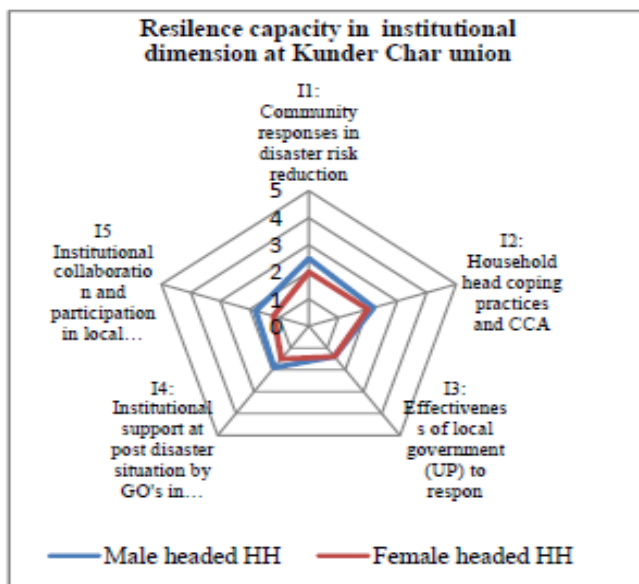 Resilence capacity in institutional
dimension at Kunder Char union
I1:
Community
responses in
disaster risk
reduction
5
4
3
2
1
0
I2:
Household
head coping
practices
and CCA
I3:
Effectivenes
s of local
government
(UP) to
respon
I4:
Institutional
support at
post disaster
situation by
GO's in...
I5
Institutional
collaboratio
n and
participation
in local...
Male headed HH
Female headed HH